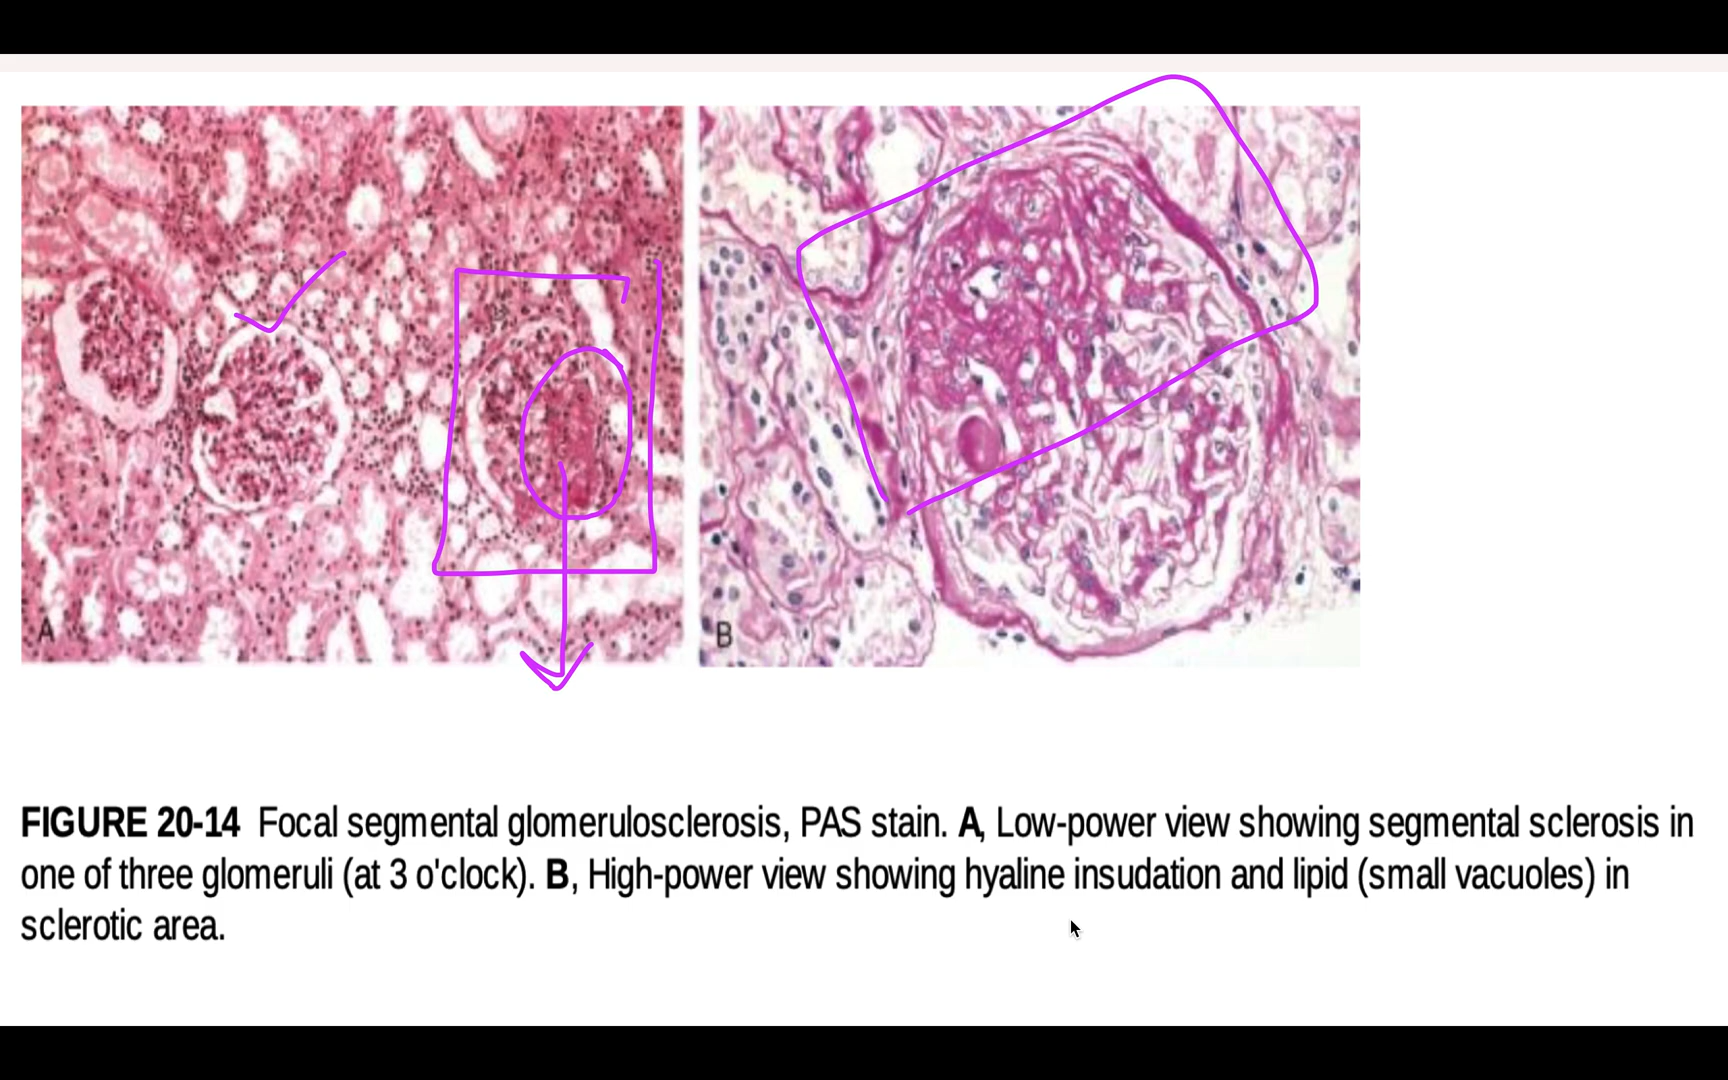 A
B
FIGURE 20-14 Focal segmental glomerulosclerosis, PAS stain. A, Low-power view showing segmental sclerosis in
one of three glomeruli (at 3 o'clock). B, High-power view showing hyaline insudation and lipid (small vacuoles) in
sclerotic area.